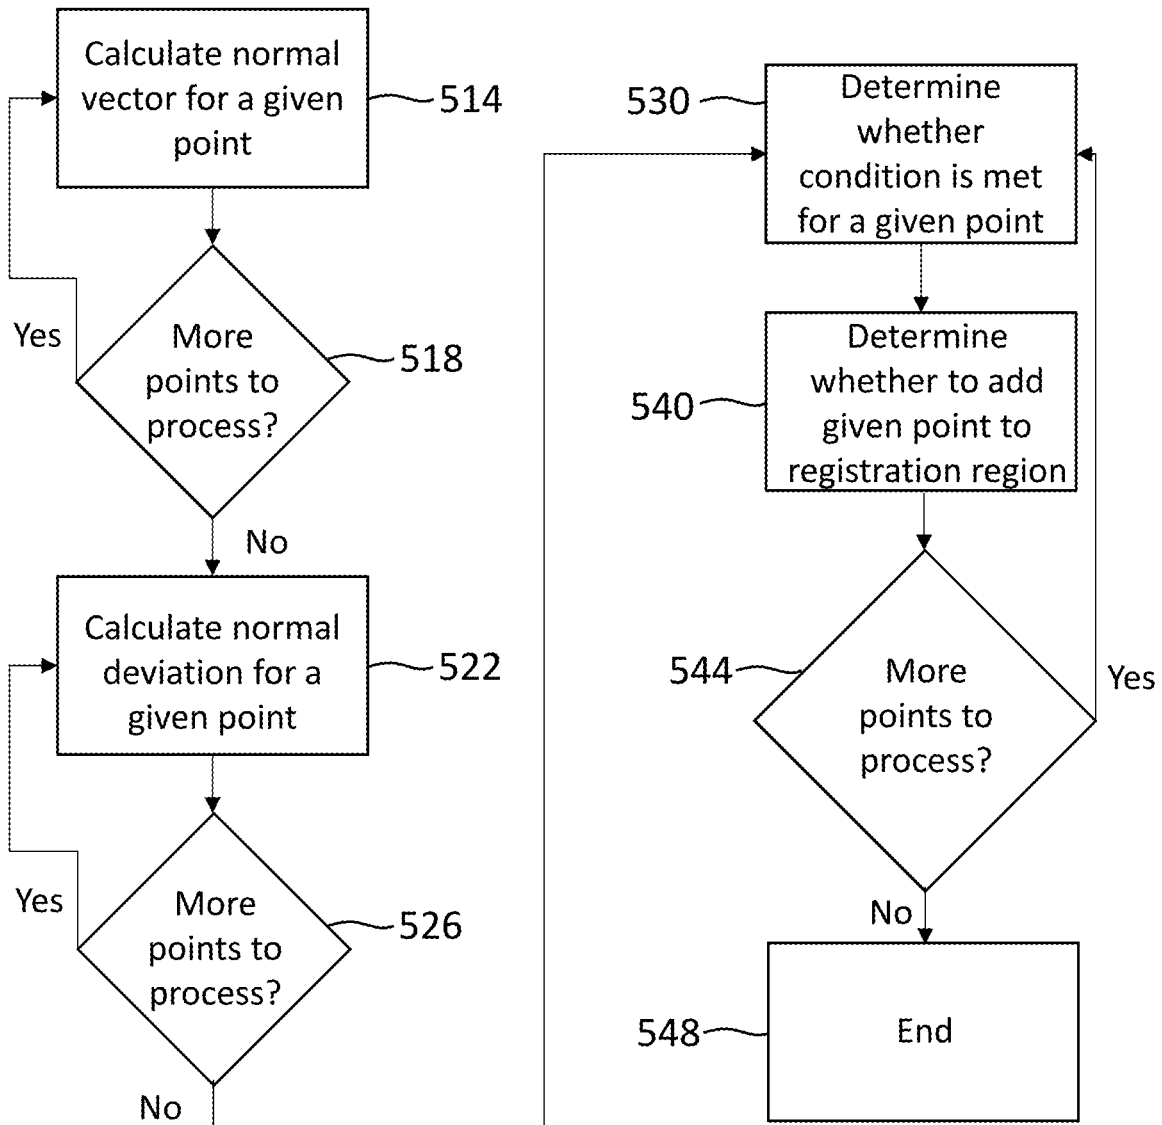 Calculate normal
vector for a given
point
514
Yes
More
points to
process?
518
No
Calculate normal
deviation for a
given point
522
Yes
More
points to
process?
526
No
530
Determine
whether
condition is met
for a given point
540
Determine
whether to add
given point to
registration region
544
More
points to
process?
Yes
No
548
End